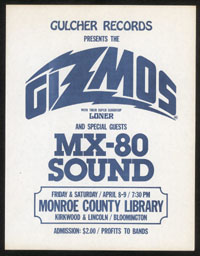 GULCHER RECORDS
PRESENTS THE
GIZMOS
LONER
AND SPECIAL GUESTS
MX-80
SOUND
FRIDAY & SATURDAY / APRIL 8-9 / 7:30 PM
MONROE COUNTY LIBRARY
KIRKWOOD & LINCOLN / BLOOMINGTON
ADMISSION: $2.00 / PROFITS TO BANDS